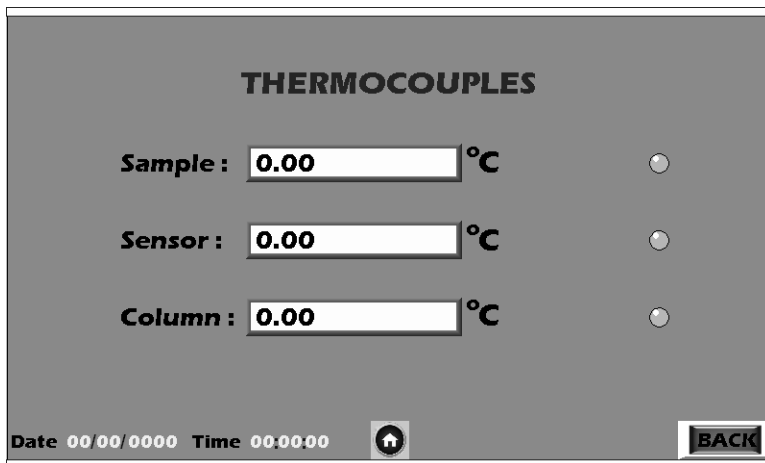 THERMOCOUPLES
Sample : 0.00 °C
Sensor : 0.00 °C
Column : 0.00 °C
Date 00/00/0000 Time 00:00:00 BACK